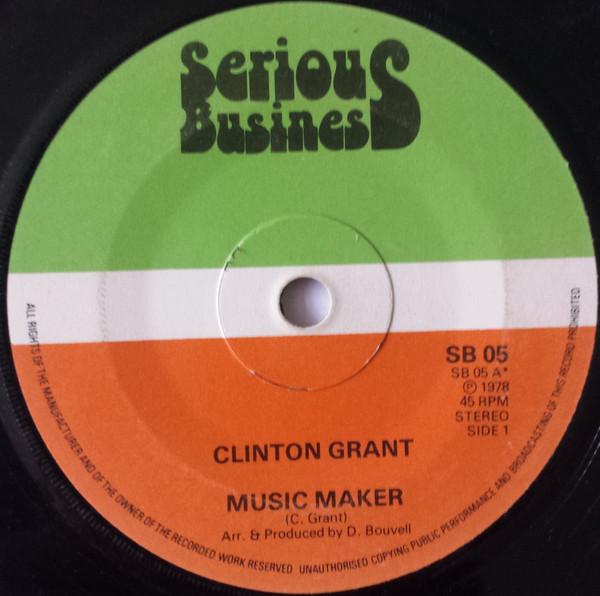 Serious
Business
SB 05
SB 05 A*
Ⓟ 1978
45 RPM
STEREO
SIDE 1
CLINTON GRANT
MUSIC MAKER
(C. Grant)
Arr. & Produced by D. Bouvell
ALL RIGHTS OF THE MANUFACTURER AND OF THE OWNER OF THE RECORDED WORK RESERVED UNAUTHORISED COPYING PUBLIC PERFORMANCE AND BROADCASTING OF THIS RECORD PROHIBITED